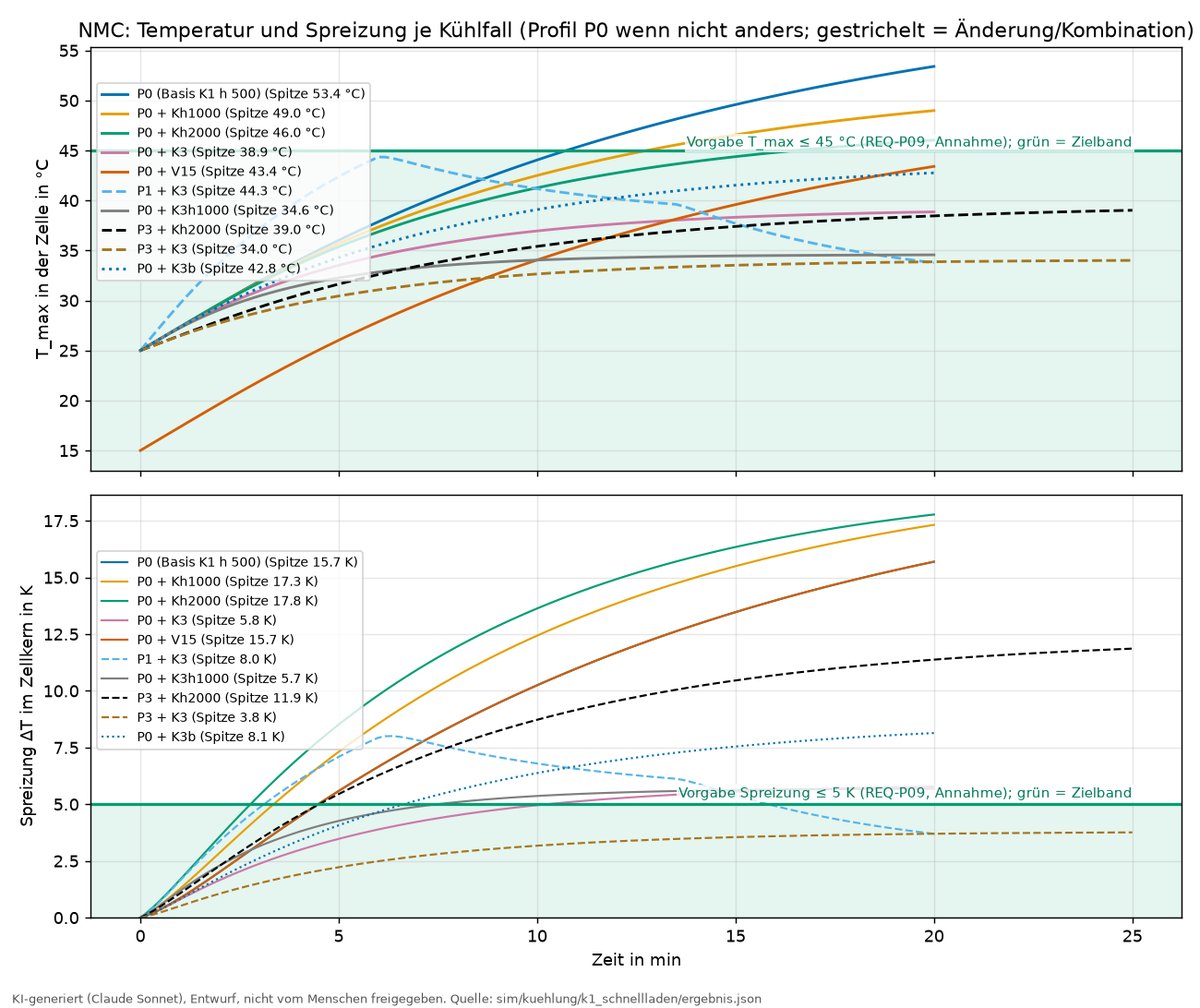 NMC: Temperatur und Spreizung je Kühlfall (Profil P0 wenn nicht anders; gestrichelt = Änderung/Kombination)
55
50
45
40
35
30
25
20
15
T_max in der Zelle in °C
P0 (Basis K1 h 500) (Spitze 53.4 °C)
P0 + Kh1000 (Spitze 49.0 °C)
P0 + Kh2000 (Spitze 46.0 °C)
P0 + K3 (Spitze 38.9 °C)
P0 + V15 (Spitze 43.4 °C)
P1 + K3 (Spitze 44.3 °C)
P0 + K3h1000 (Spitze 34.6 °C)
P3 + Kh2000 (Spitze 39.0 °C)
P3 + K3 (Spitze 34.0 °C)
P0 + K3b (Spitze 42.8 °C)
Vorgabe T_max ≤ 45 °C (REQ-P09, Annahme); grün = Zielband
17.5
15.0
12.5
10.0
7.5
5.0
2.5
0.0
Spreizung ΔT im Zellkern in K
P0 (Basis K1 h 500) (Spitze 15.7 K)
P0 + Kh1000 (Spitze 17.3 K)
P0 + Kh2000 (Spitze 17.8 K)
P0 + K3 (Spitze 5.8 K)
P0 + V15 (Spitze 15.7 K)
P1 + K3 (Spitze 8.0 K)
P0 + K3h1000 (Spitze 5.7 K)
P3 + Kh2000 (Spitze 11.9 K)
P3 + K3 (Spitze 3.8 K)
P0 + K3b (Spitze 8.1 K)
Vorgabe Spreizung ≤ 5 K (REQ-P09, Annahme); grün = Zielband
0 5 10 15 20 25
Zeit in min
KI-generiert (Claude Sonnet), Entwurf, nicht vom Menschen freigegeben. Quelle: sim/kuehlung/k1_schnellladen/ergebnis.json